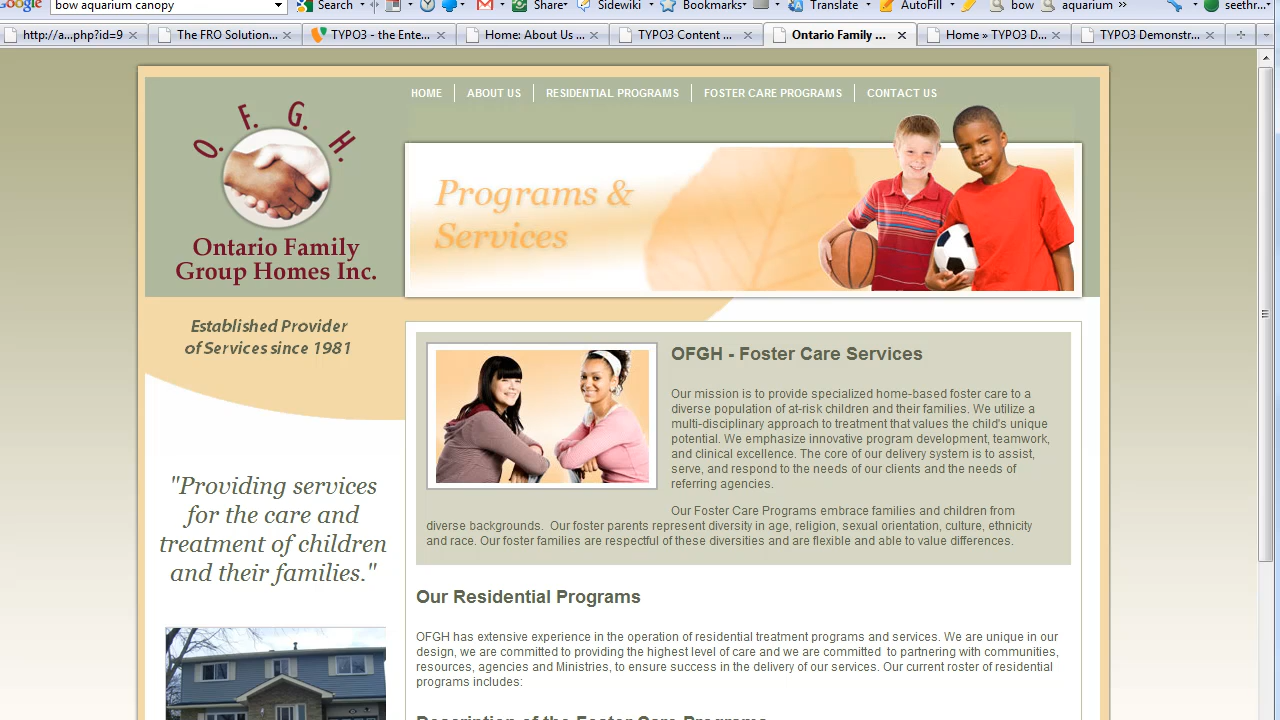 bow aquarium canopy
Search
Share
Sidewiki
Bookmarks
Translate
AutoFill
bow
aquarium
seethr...
http://a...php?id=9
The FRO Solution...
TYPO3 - the Ente...
Home: About Us ...
TYPO3 Content ...
Ontario Family ...
Home » TYPO3 D...
TYPO3 Demonstr...
HOME
ABOUT US
RESIDENTIAL PROGRAMS
FOSTER CARE PROGRAMS
CONTACT US
O. F. G. H.
Ontario Family
Group Homes Inc.
Programs &
Services
Established Provider
of Services since 1981
"Providing services
for the care and
treatment of children
and their families."
OFGH - Foster Care Services
Our mission is to provide specialized home-based foster care to a
diverse population of at-risk children and their families. We utilize a
multi-disciplinary approach to treatment that values the child's unique
potential. We emphasize innovative program development, teamwork,
and clinical excellence. The core of our delivery system is to assist,
serve, and respond to the needs of our clients and the needs of
referring agencies.
Our Foster Care Programs embrace families and children from
diverse backgrounds. Our foster parents represent diversity in age, religion, sexual orientation, culture, ethnicity
and race. Our foster families are respectful of these diversities and are flexible and able to value differences.
Our Residential Programs
OFGH has extensive experience in the operation of residential treatment programs and services. We are unique in our
design, we are committed to providing the highest level of care and we are committed to partnering with communities,
resources, agencies and Ministries, to ensure success in the delivery of our services. Our current roster of residential
programs includes:
Description of the Foster Care Programs